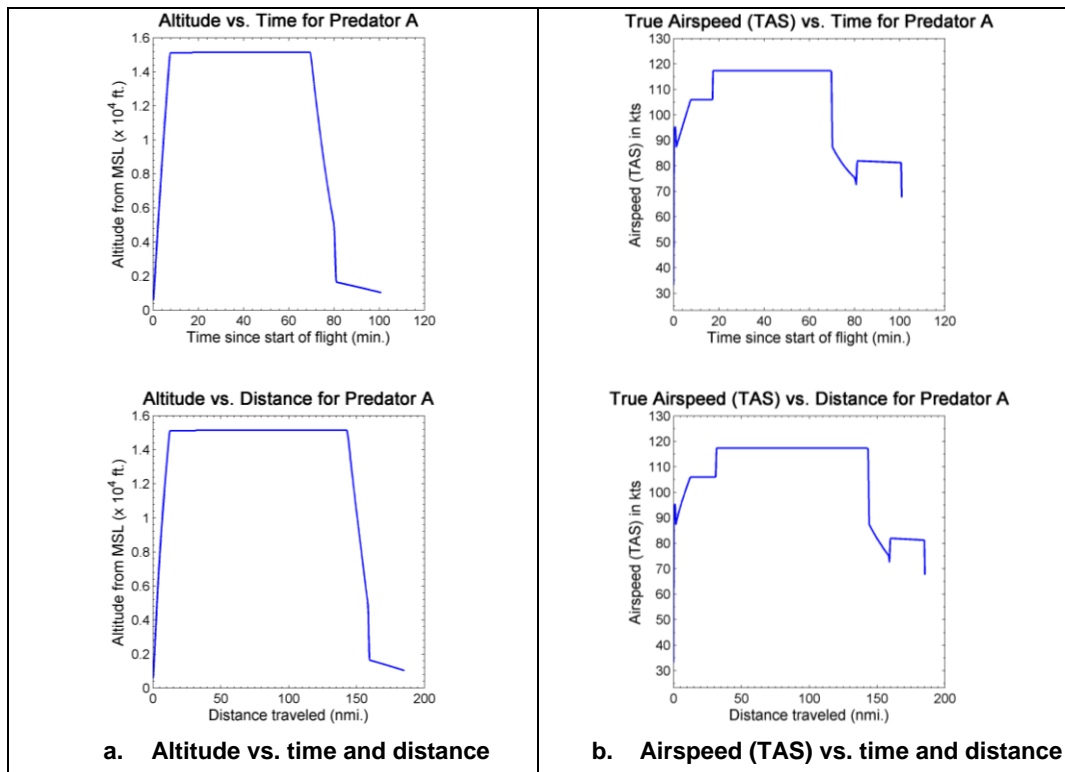 Altitude vs. Time for Predator A
Altitude from MSL (x 10^4 ft.)
1.6
1.4
1.2
1
0.8
0.6
0.4
0.2
0
0 20 40 60 80 100 120
Time since start of flight (min.)
Altitude vs. Distance for Predator A
Altitude from MSL (x 10^4 ft.)
1.6
1.4
1.2
1
0.8
0.6
0.4
0.2
0
0 50 100 150 200
Distance traveled (nmi.)
a. Altitude vs. time and distance
True Airspeed (TAS) vs. Time for Predator A
Airspeed (TAS) in kts
130
120
110
100
90
80
70
60
50
40
30
0 20 40 60 80 100 120
Time since start of flight (min.)
True Airspeed (TAS) vs. Distance for Predator A
Airspeed (TAS) in kts
130
120
110
100
90
80
70
60
50
40
30
0 50 100 150 200
Distance traveled (nmi.)
b. Airspeed (TAS) vs. time and distance